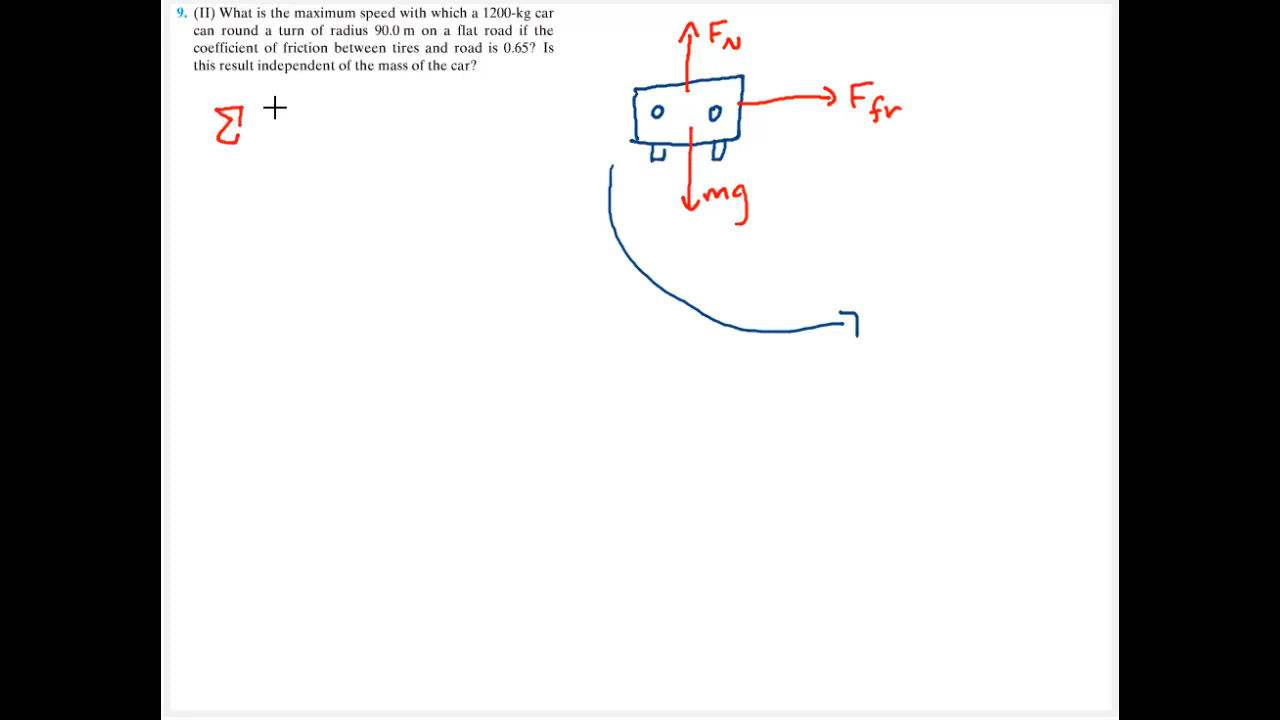 9. (II) What is the maximum speed with which a 1200-kg car
can round a turn of radius 90.0 m on a flat road if the
coefficient of friction between tires and road is 0.65? Is
this result independent of the mass of the car?
Σ
F_N
F_fr
mg